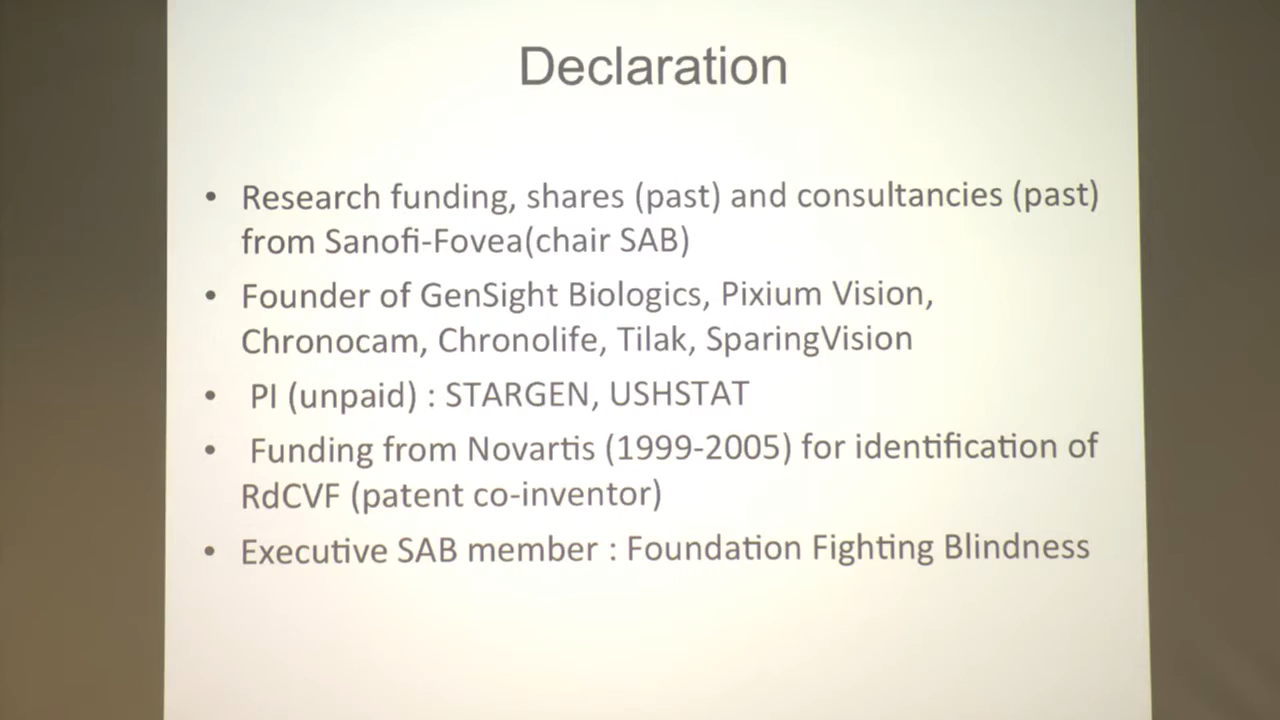 Declaration
• Research funding, shares (past) and consultancies (past)
from Sanofi-Fovea(chair SAB)
• Founder of GenSight Biologics, Pixium Vision,
Chronocam, Chronolife, Tilak, SparingVision
• PI (unpaid) : STARGEN, USHSTAT
• Funding from Novartis (1999-2005) for identification of
RdCVF (patent co-inventor)
• Executive SAB member : Foundation Fighting Blindness